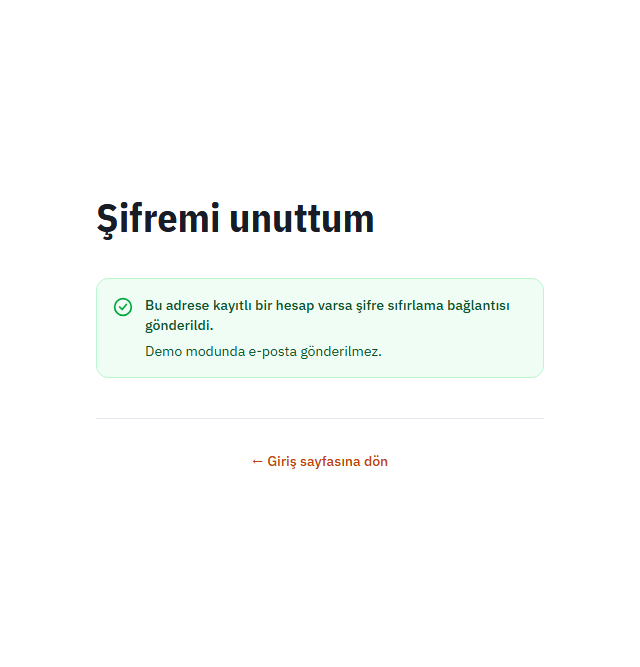 Şifremi unuttum
Bu adrese kayıtlı bir hesap varsa şifre sıfırlama bağlantısı
gönderildi.
Demo modunda e-posta gönderilmez.
← Giriş sayfasına dön